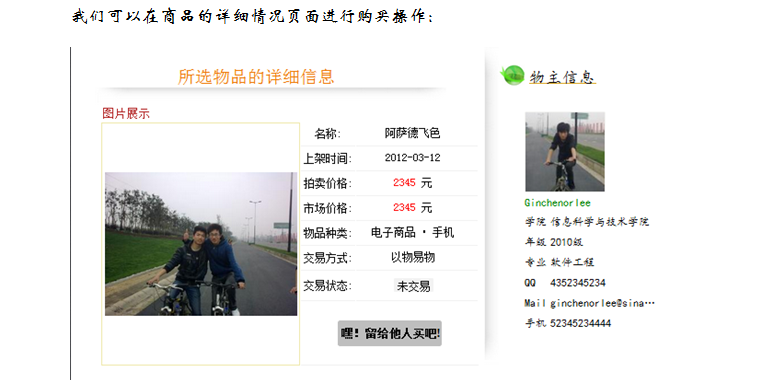 我们可以在商品的详细情况页面进行购买操作：
所选物品的详细信息
图片展示
名称： 阿萨德飞色
上架时间： 2012-03-12
拍卖价格： 2345 元
市场价格： 2345 元
物品种类： 电子商品 · 手机
交易方式： 以物易物
交易状态： 未交易
嘿！留给他人买吧!
物主信息
Ginchenorlee
学院 信息科学与技术学院
年级 2010级
专业 软件工程
QQ 4352345234
Mail ginchenorlee@sina…
手机 52345234444